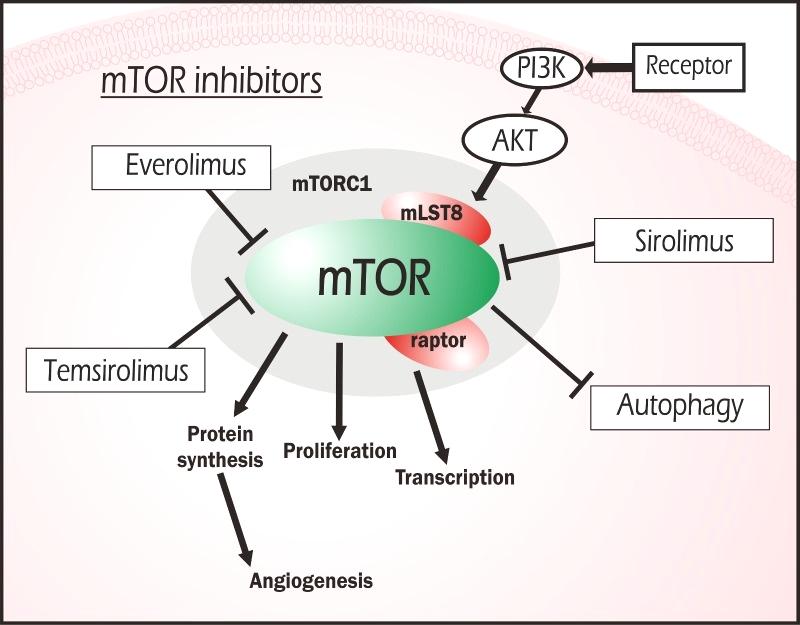 mTOR inhibitors
PI3K
Receptor
AKT
Everolimus
mTORC1
mLST8
Sirolimus
mTOR
raptor
Temsirolimus
Autophagy
Protein
synthesis
Proliferation
Transcription
Angiogenesis